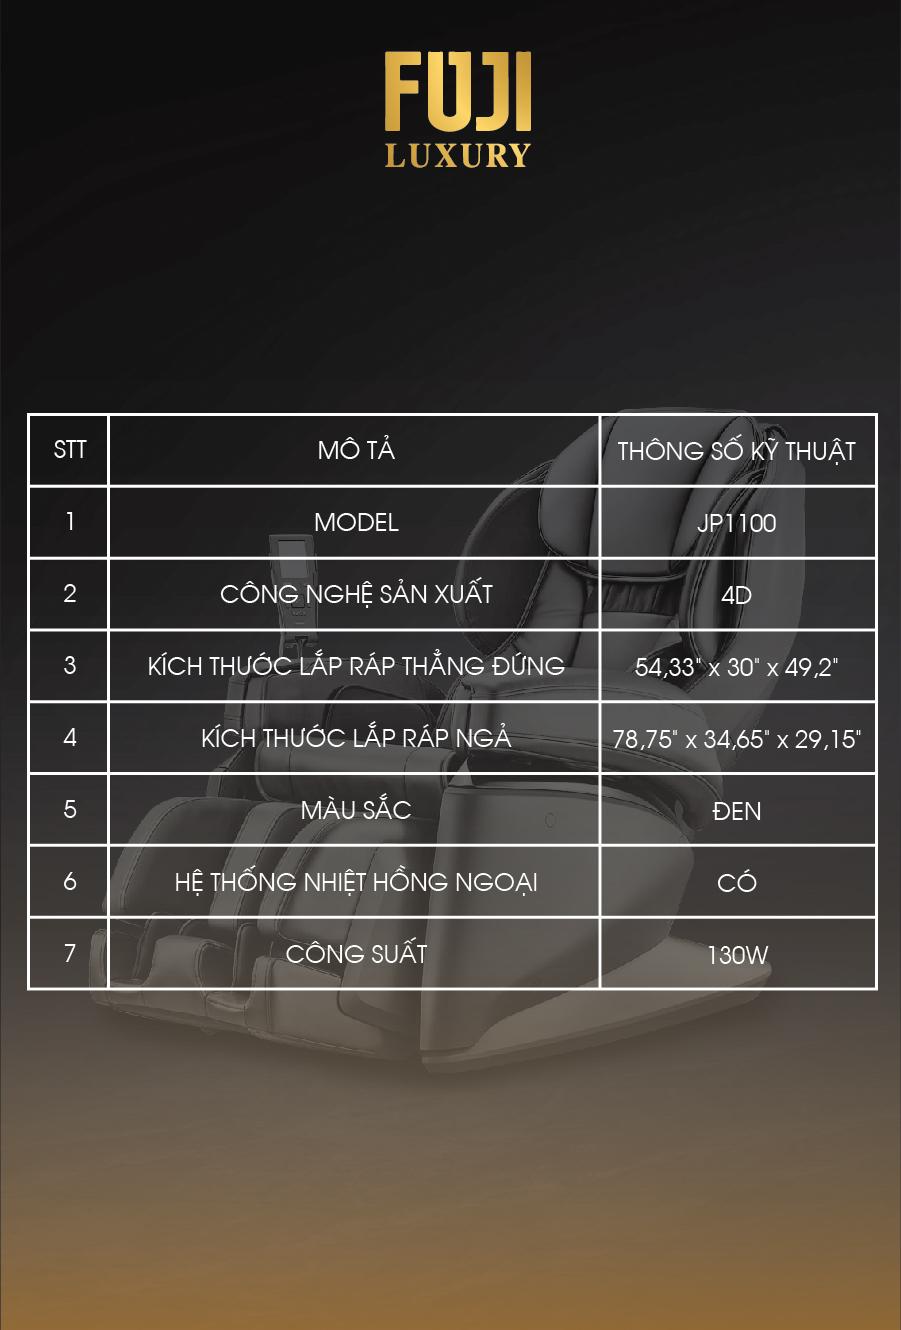 FUJI
LUXURY
STT MÔ TẢ THÔNG SỐ KỸ THUẬT
1 MODEL JP1100
2 CÔNG NGHỆ SẢN XUẤT 4D
3 KÍCH THƯỚC LẮP RÁP THẲNG ĐỨNG 54,33" x 30" x 49,2"
4 KÍCH THƯỚC LẮP RÁP NGẢ 78,75" x 34,65" x 29,15"
5 MÀU SẮC ĐEN
6 HỆ THỐNG NHIỆT HỒNG NGOẠI CÓ
7 CÔNG SUẤT 130W